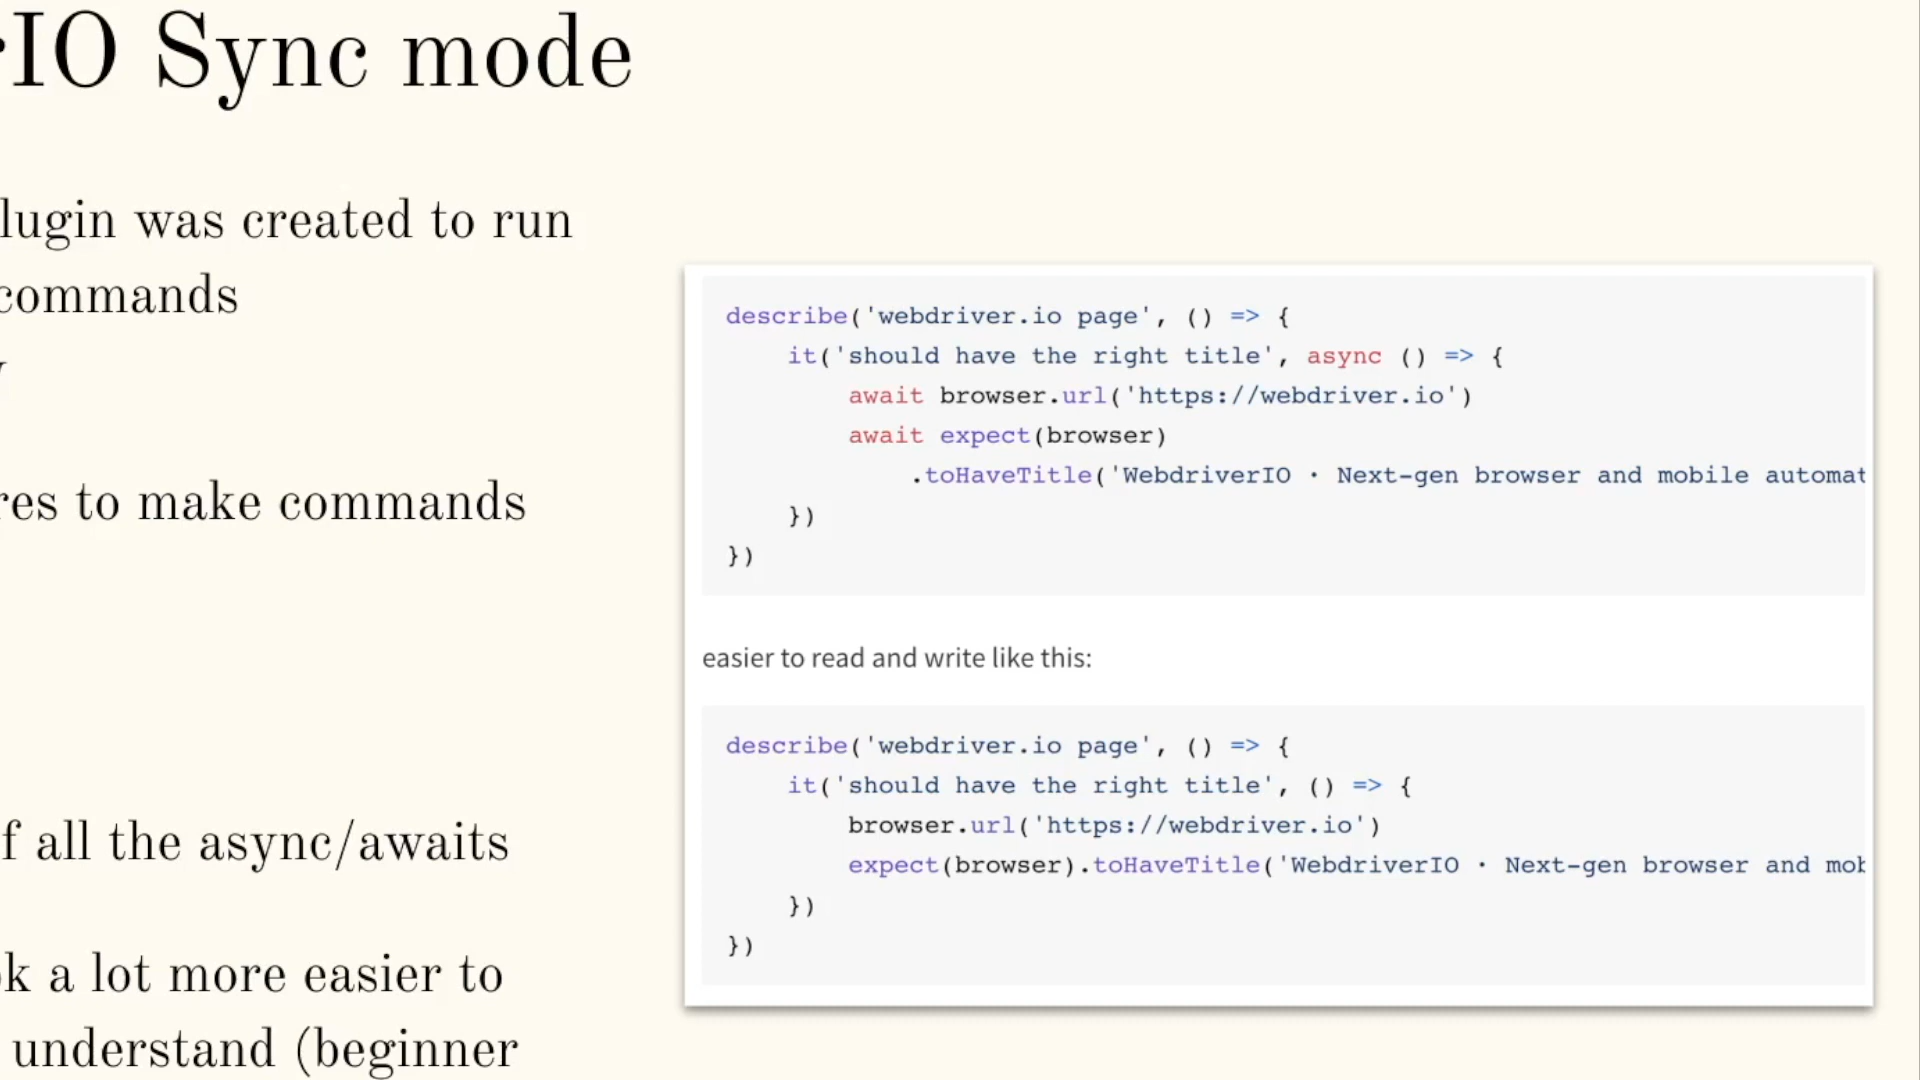 rIO Sync mode
lugin was created to run
commands
res to make commands
f all the async/awaits
ok a lot more easier to
understand (beginner
describe('webdriver.io page', () => {
    it('should have the right title', async () => {
        await browser.url('https://webdriver.io')
        await expect(browser)
            .toHaveTitle('WebdriverIO · Next-gen browser and mobile automat
    })
})
easier to read and write like this:
describe('webdriver.io page', () => {
    it('should have the right title', () => {
        browser.url('https://webdriver.io')
        expect(browser).toHaveTitle('WebdriverIO · Next-gen browser and mob
    })
})